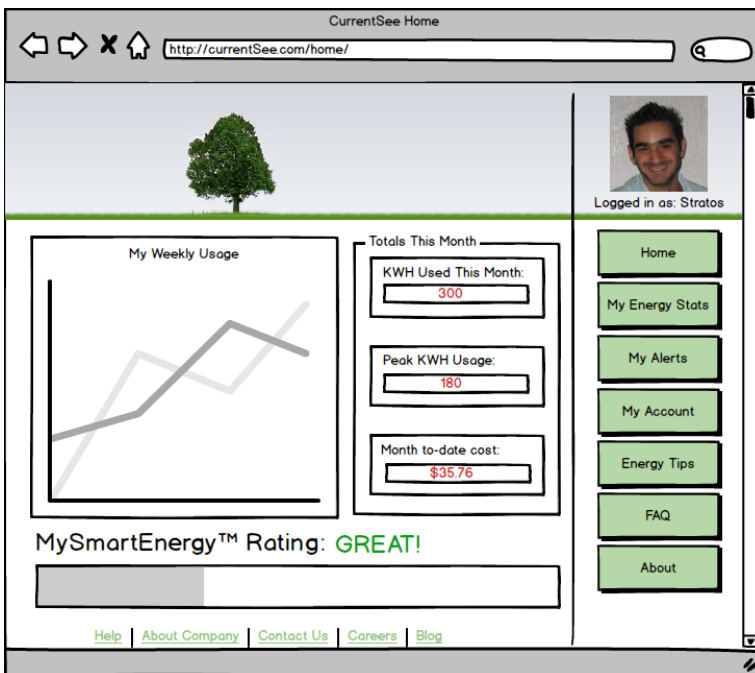 CurrentSee Home
http://currentSee.com/home/
Logged in as: Stratos
My Weekly Usage
Totals This Month
KWH Used This Month:
300
Peak KWH Usage:
180
Month to-date cost:
$35.76
Home
My Energy Stats
My Alerts
My Account
Energy Tips
FAQ
About
MySmartEnergy™ Rating: GREAT!
Help | About Company | Contact Us | Careers | Blog